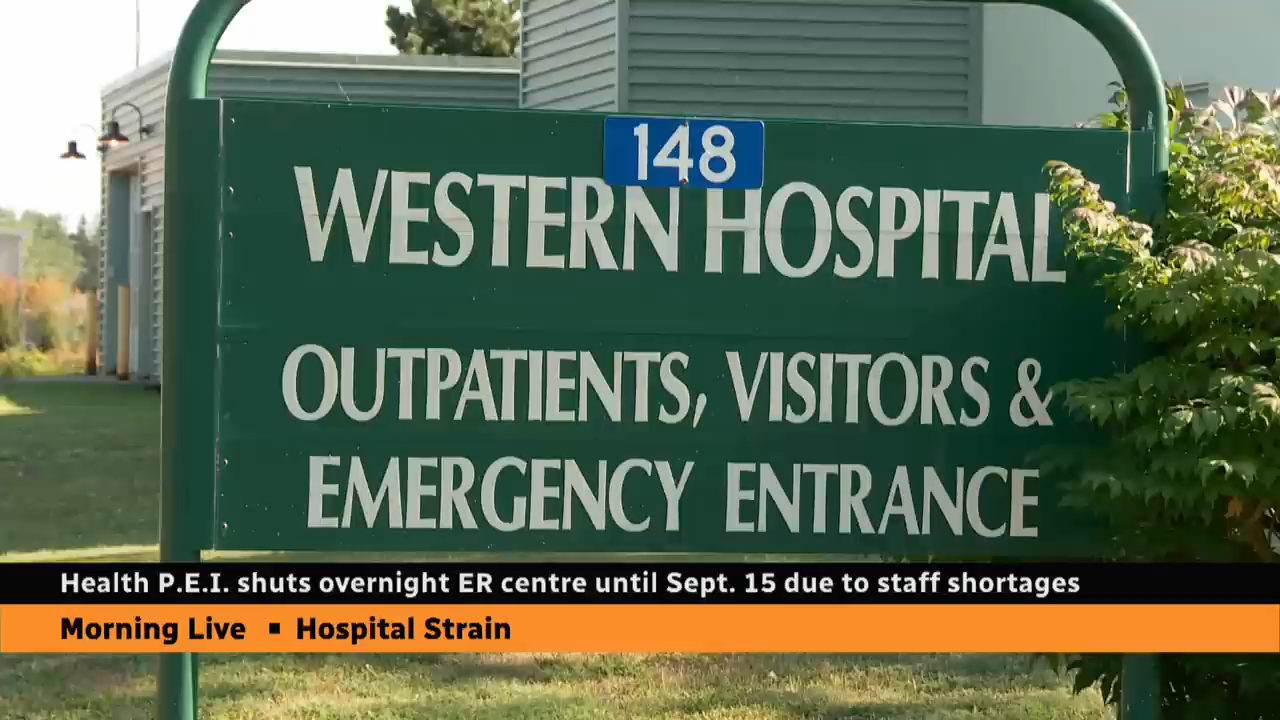 148
WESTERN HOSPITAL
OUTPATIENTS, VISITORS &
EMERGENCY ENTRANCE
Health P.E.I. shuts overnight ER centre until Sept. 15 due to staff shortages
Morning Live ▪ Hospital Strain